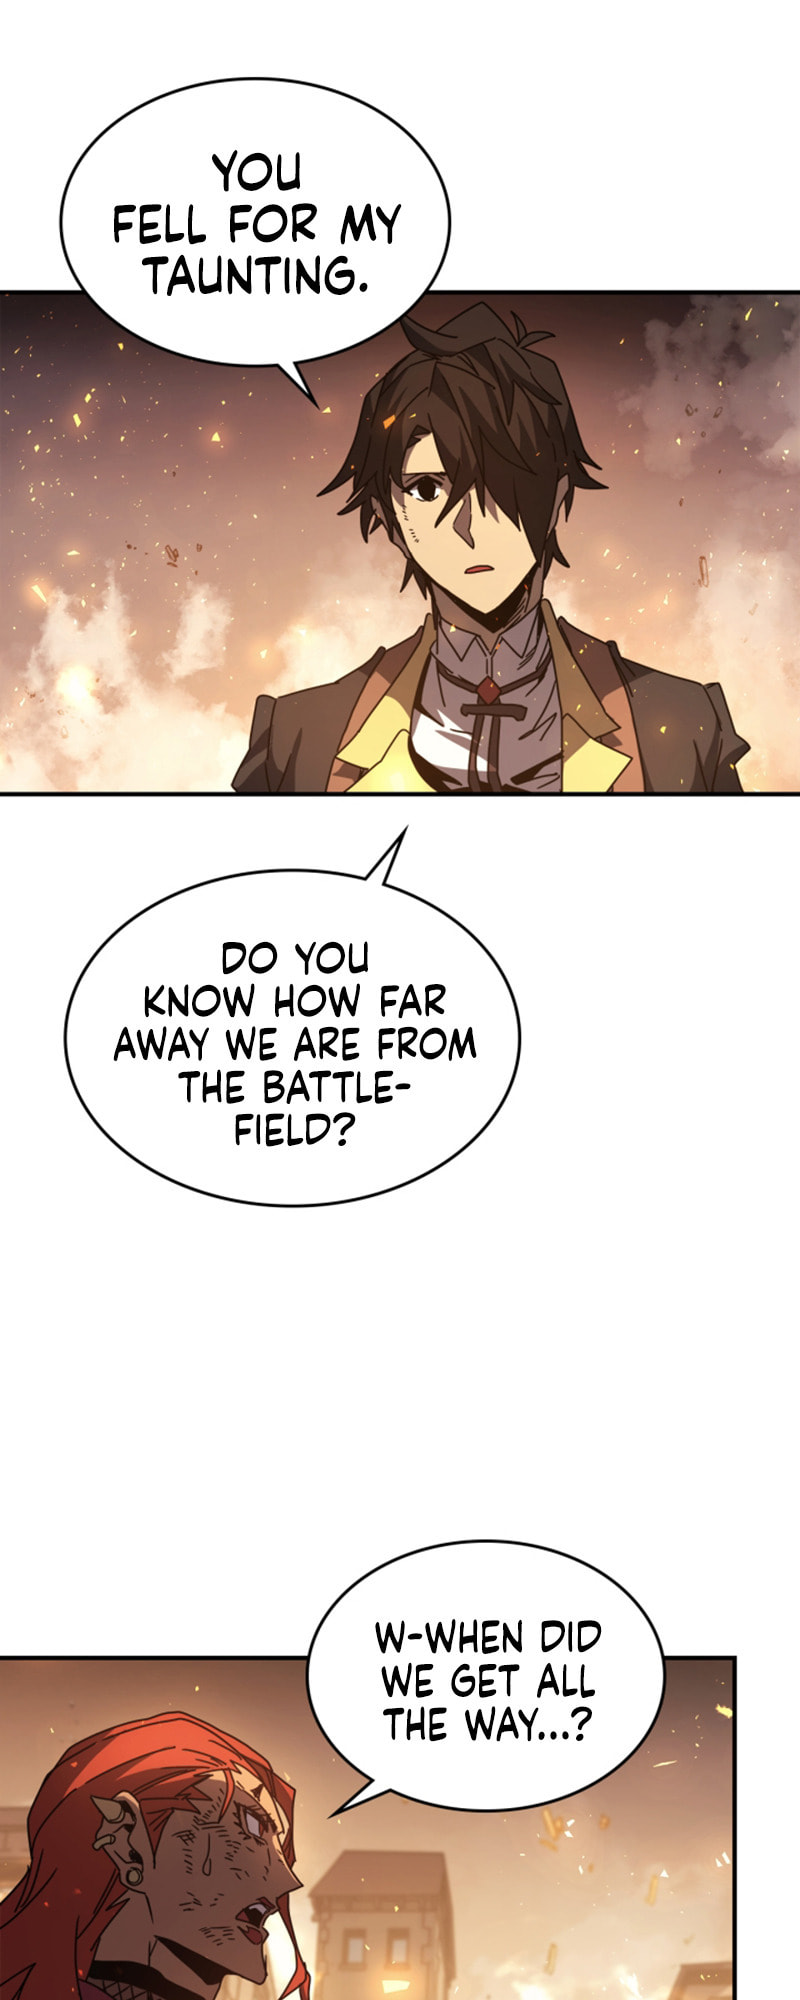 YOU
FELL FOR MY
TAUNTING.
DO YOU
KNOW HOW FAR
AWAY WE ARE FROM
THE BATTLE-
FIELD?
W-WHEN DID
WE GET ALL
THE WAY...?